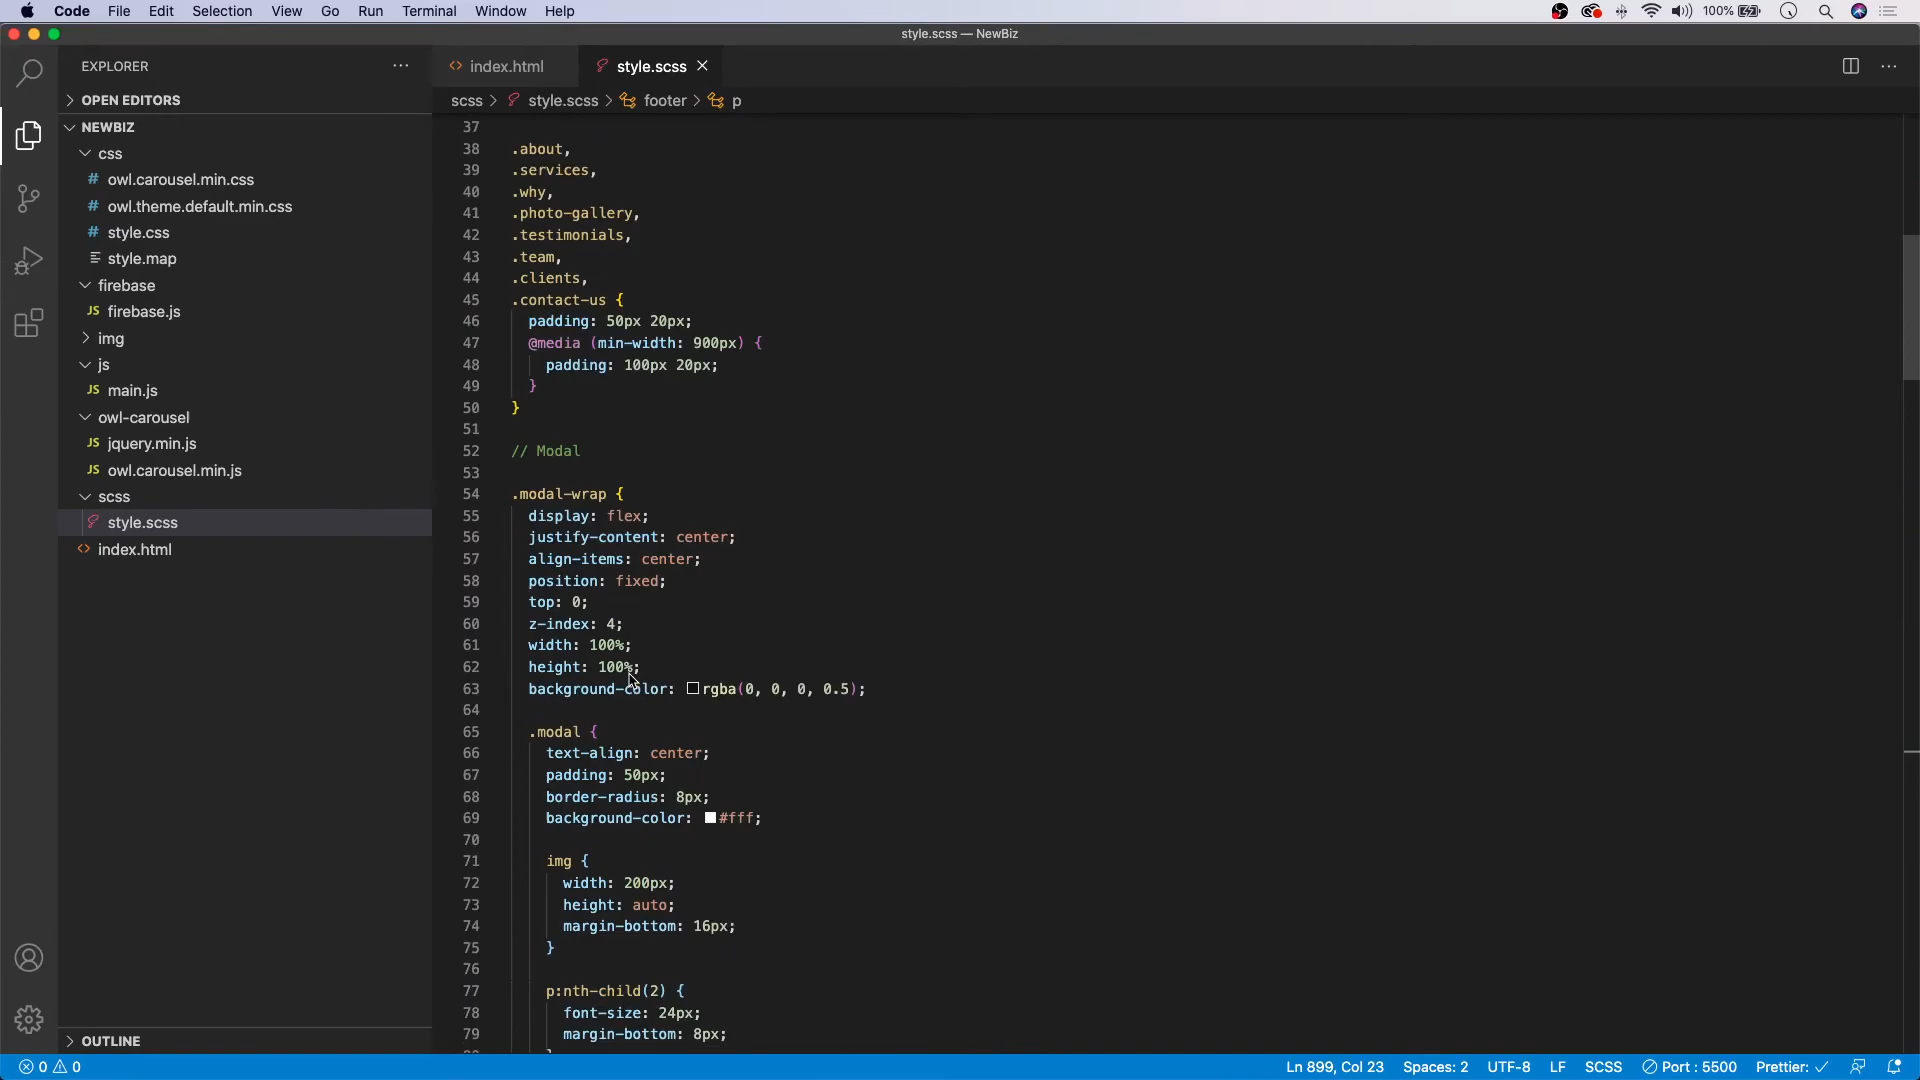 Code File Edit Selection View Go Run Terminal Window Help 100%
style.scss — NewBiz
EXPLORER
OPEN EDITORS
NEWBIZ
css
# owl.carousel.min.css
# owl.theme.default.min.css
# style.css
style.map
firebase
JS firebase.js
img
js
JS main.js
owl-carousel
JS jquery.min.js
JS owl.carousel.min.js
scss
style.scss
<> index.html
OUTLINE
<> index.html
style.scss
scss > style.scss > footer > p
37
38 .about,
39 .services,
40 .why,
41 .photo-gallery,
42 .testimonials,
43 .team,
44 .clients,
45 .contact-us {
46 padding: 50px 20px;
47 @media (min-width: 900px) {
48 padding: 100px 20px;
49 }
50 }
51
52 // Modal
53
54 .modal-wrap {
55 display: flex;
56 justify-content: center;
57 align-items: center;
58 position: fixed;
59 top: 0;
60 z-index: 4;
61 width: 100%;
62 height: 100%;
63 background-color: rgba(0, 0, 0, 0.5);
64
65 .modal {
66 text-align: center;
67 padding: 50px;
68 border-radius: 8px;
69 background-color: #fff;
70
71 img {
72 width: 200px;
73 height: auto;
74 margin-bottom: 16px;
75 }
76
77 p:nth-child(2) {
78 font-size: 24px;
79 margin-bottom: 8px;
0 0 Ln 899, Col 23 Spaces: 2 UTF-8 LF SCSS Port : 5500 Prettier: ✓